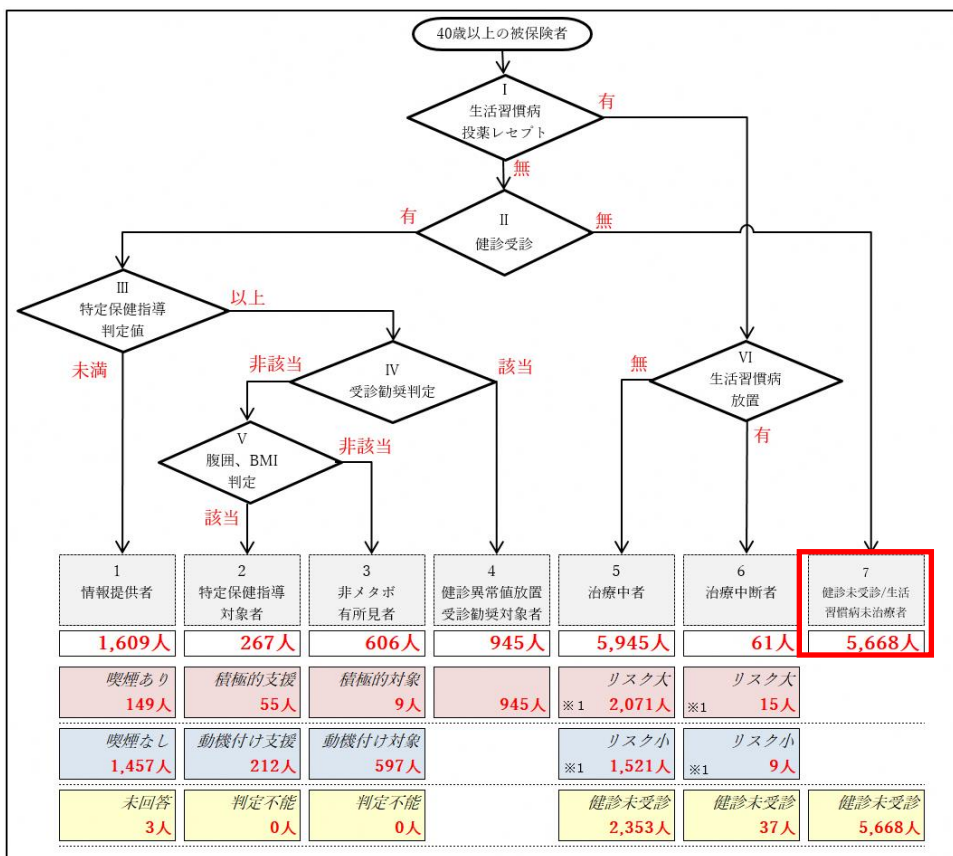 40歳以上の被保険者
I
生活習慣病
投薬レセプト
有
無
有
II
健診受診
無
III
特定保健指導
判定値
以上
未満
非該当
IV
受診勧奨判定
該当
無
VI
生活習慣病
放置
有
V
腹囲、BMI
判定
非該当
該当
1
情報提供者
2
特定保健指導
対象者
3
非メタボ
有所見者
4
健診異常値放置
受診勧奨対象者
5
治療中者
6
治療中断者
7
健診未受診/生活
習慣病未治療者
1,609人 267人 606人 945人 5,945人 61人 5,668人
喫煙あり
149人
積極的支援
55人
積極的対象
9人
945人
リスク大
※1 2,071人
リスク大
※1 15人
喫煙なし
1,457人
動機付け支援
212人
動機付け対象
597人
リスク小
※1 1,521人
リスク小
※1 9人
未回答
3人
判定不能
0人
判定不能
0人
健診未受診
2,353人
健診未受診
37人
健診未受診
5,668人